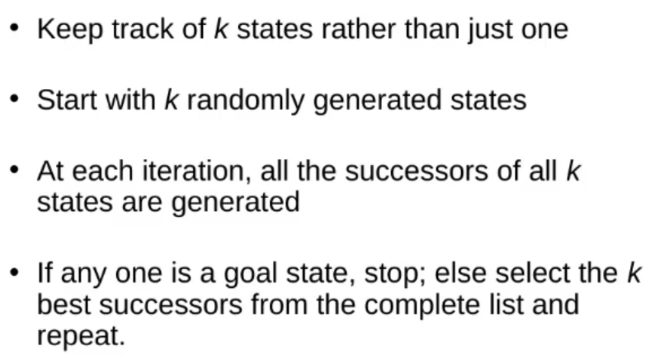 • Keep track of k states rather than just one
• Start with k randomly generated states
• At each iteration, all the successors of all k
states are generated
• If any one is a goal state, stop; else select the k
best successors from the complete list and
repeat.